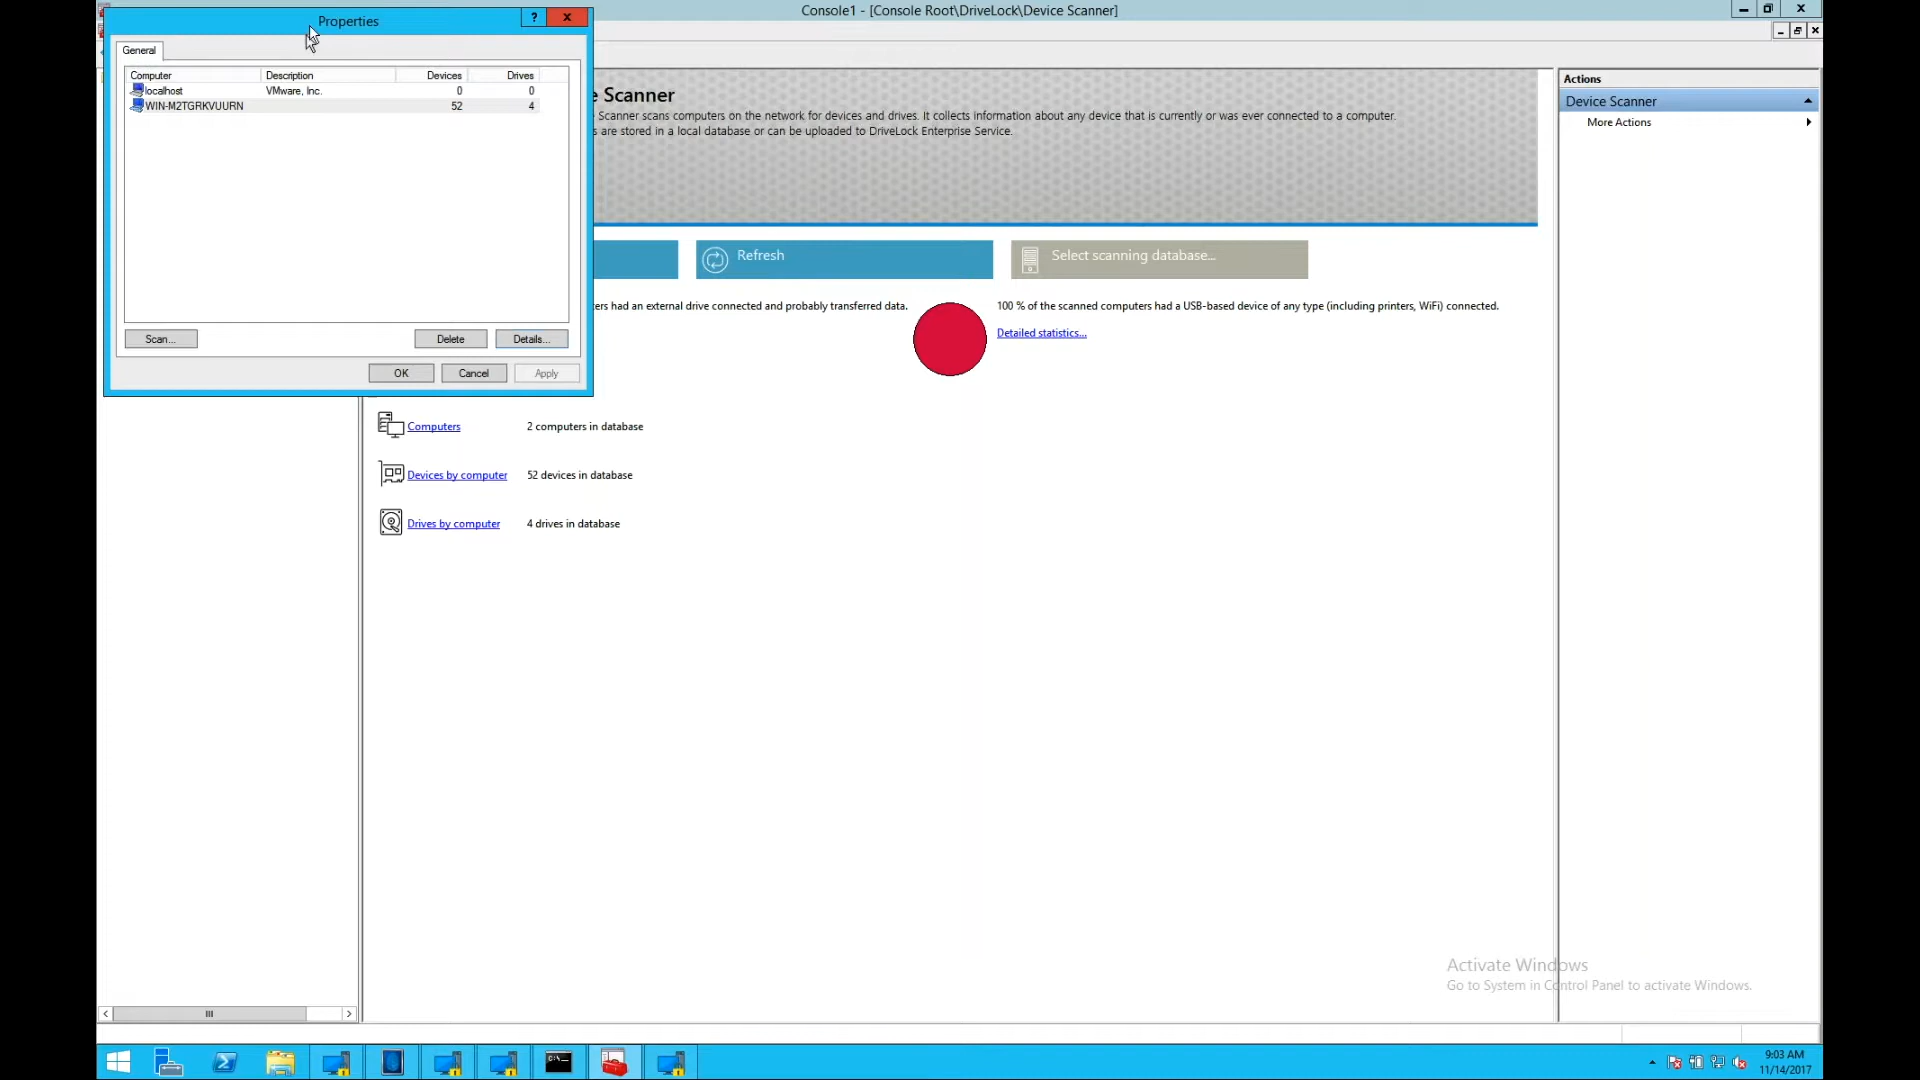 Properties
?
Console1 - [Console Root\DriveLock\Device Scanner]
General
Computer Description Devices Drives
localhost VMware, Inc. 0 0
WIN-M2TGRKVUURN 52 4
Scan...
Delete
Details...
OK
Cancel
Apply
e Scanner
Scanner scans computers on the network for devices and drives. It collects information about any device that is currently or was ever connected to a computer.
s are stored in a local database or can be uploaded to DriveLock Enterprise Service.
Refresh
Select scanning database...
ers had an external drive connected and probably transferred data.
100 % of the scanned computers had a USB-based device of any type (including printers, WiFi) connected.
Detailed statistics...
Computers 2 computers in database
Devices by computer 52 devices in database
Drives by computer 4 drives in database
Actions
Device Scanner
More Actions
Activate Windows
Go to System in Control Panel to activate Windows.
C:\_
9:03 AM
11/14/2017